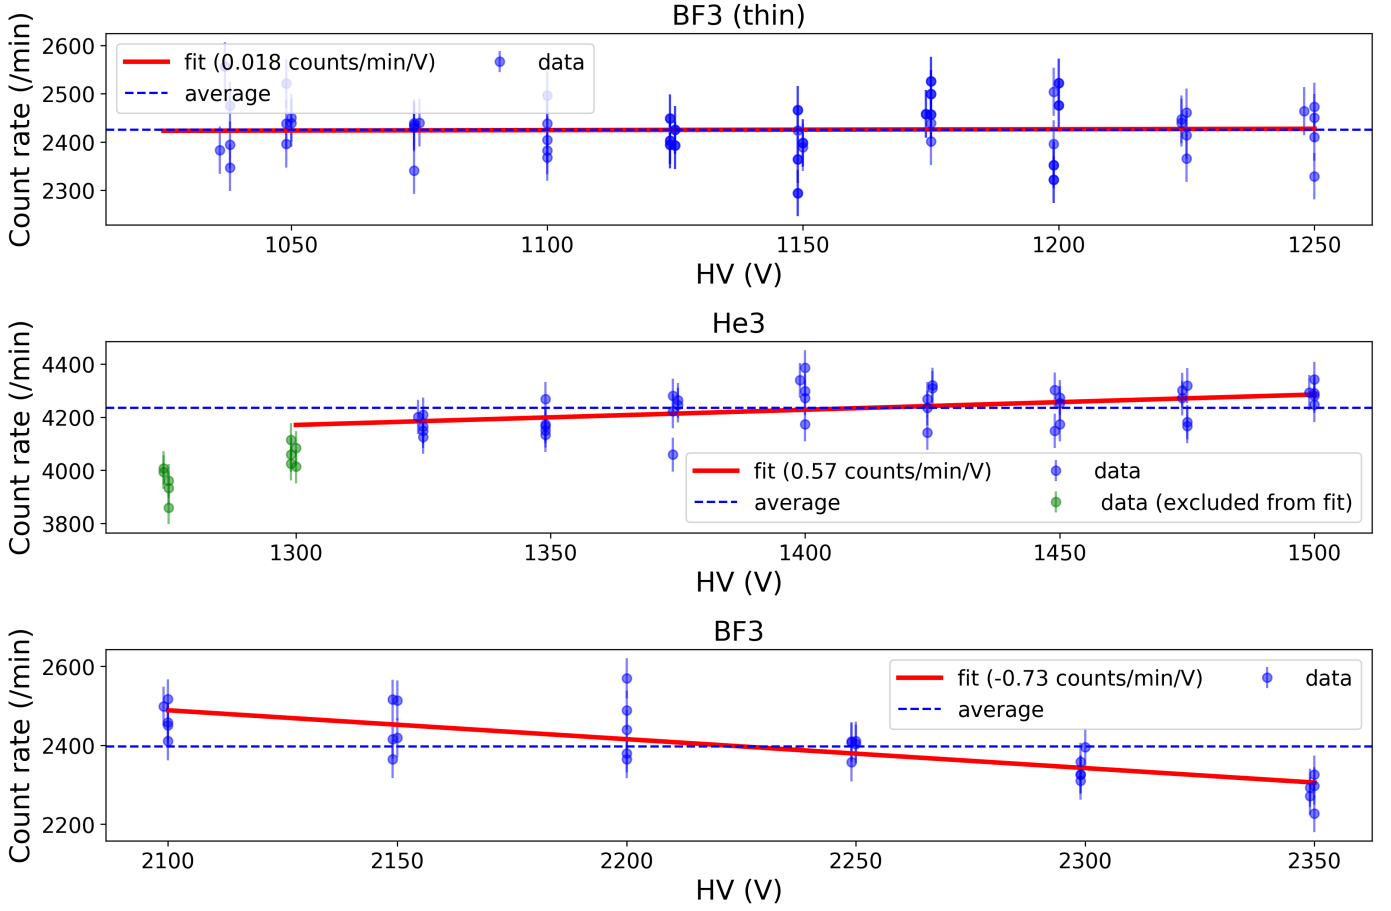 BF3 (thin)
Count rate (/min)
2600
2500
2400
2300
fit (0.018 counts/min/V)
average
data
1050
1100
1150
1200
1250
HV (V)
He3
Count rate (/min)
4400
4200
4000
3800
fit (0.57 counts/min/V)
average
data
data (excluded from fit)
1300
1350
1400
1450
1500
HV (V)
BF3
Count rate (/min)
2600
2400
2200
fit (-0.73 counts/min/V)
average
data
2100
2150
2200
2250
2300
2350
HV (V)